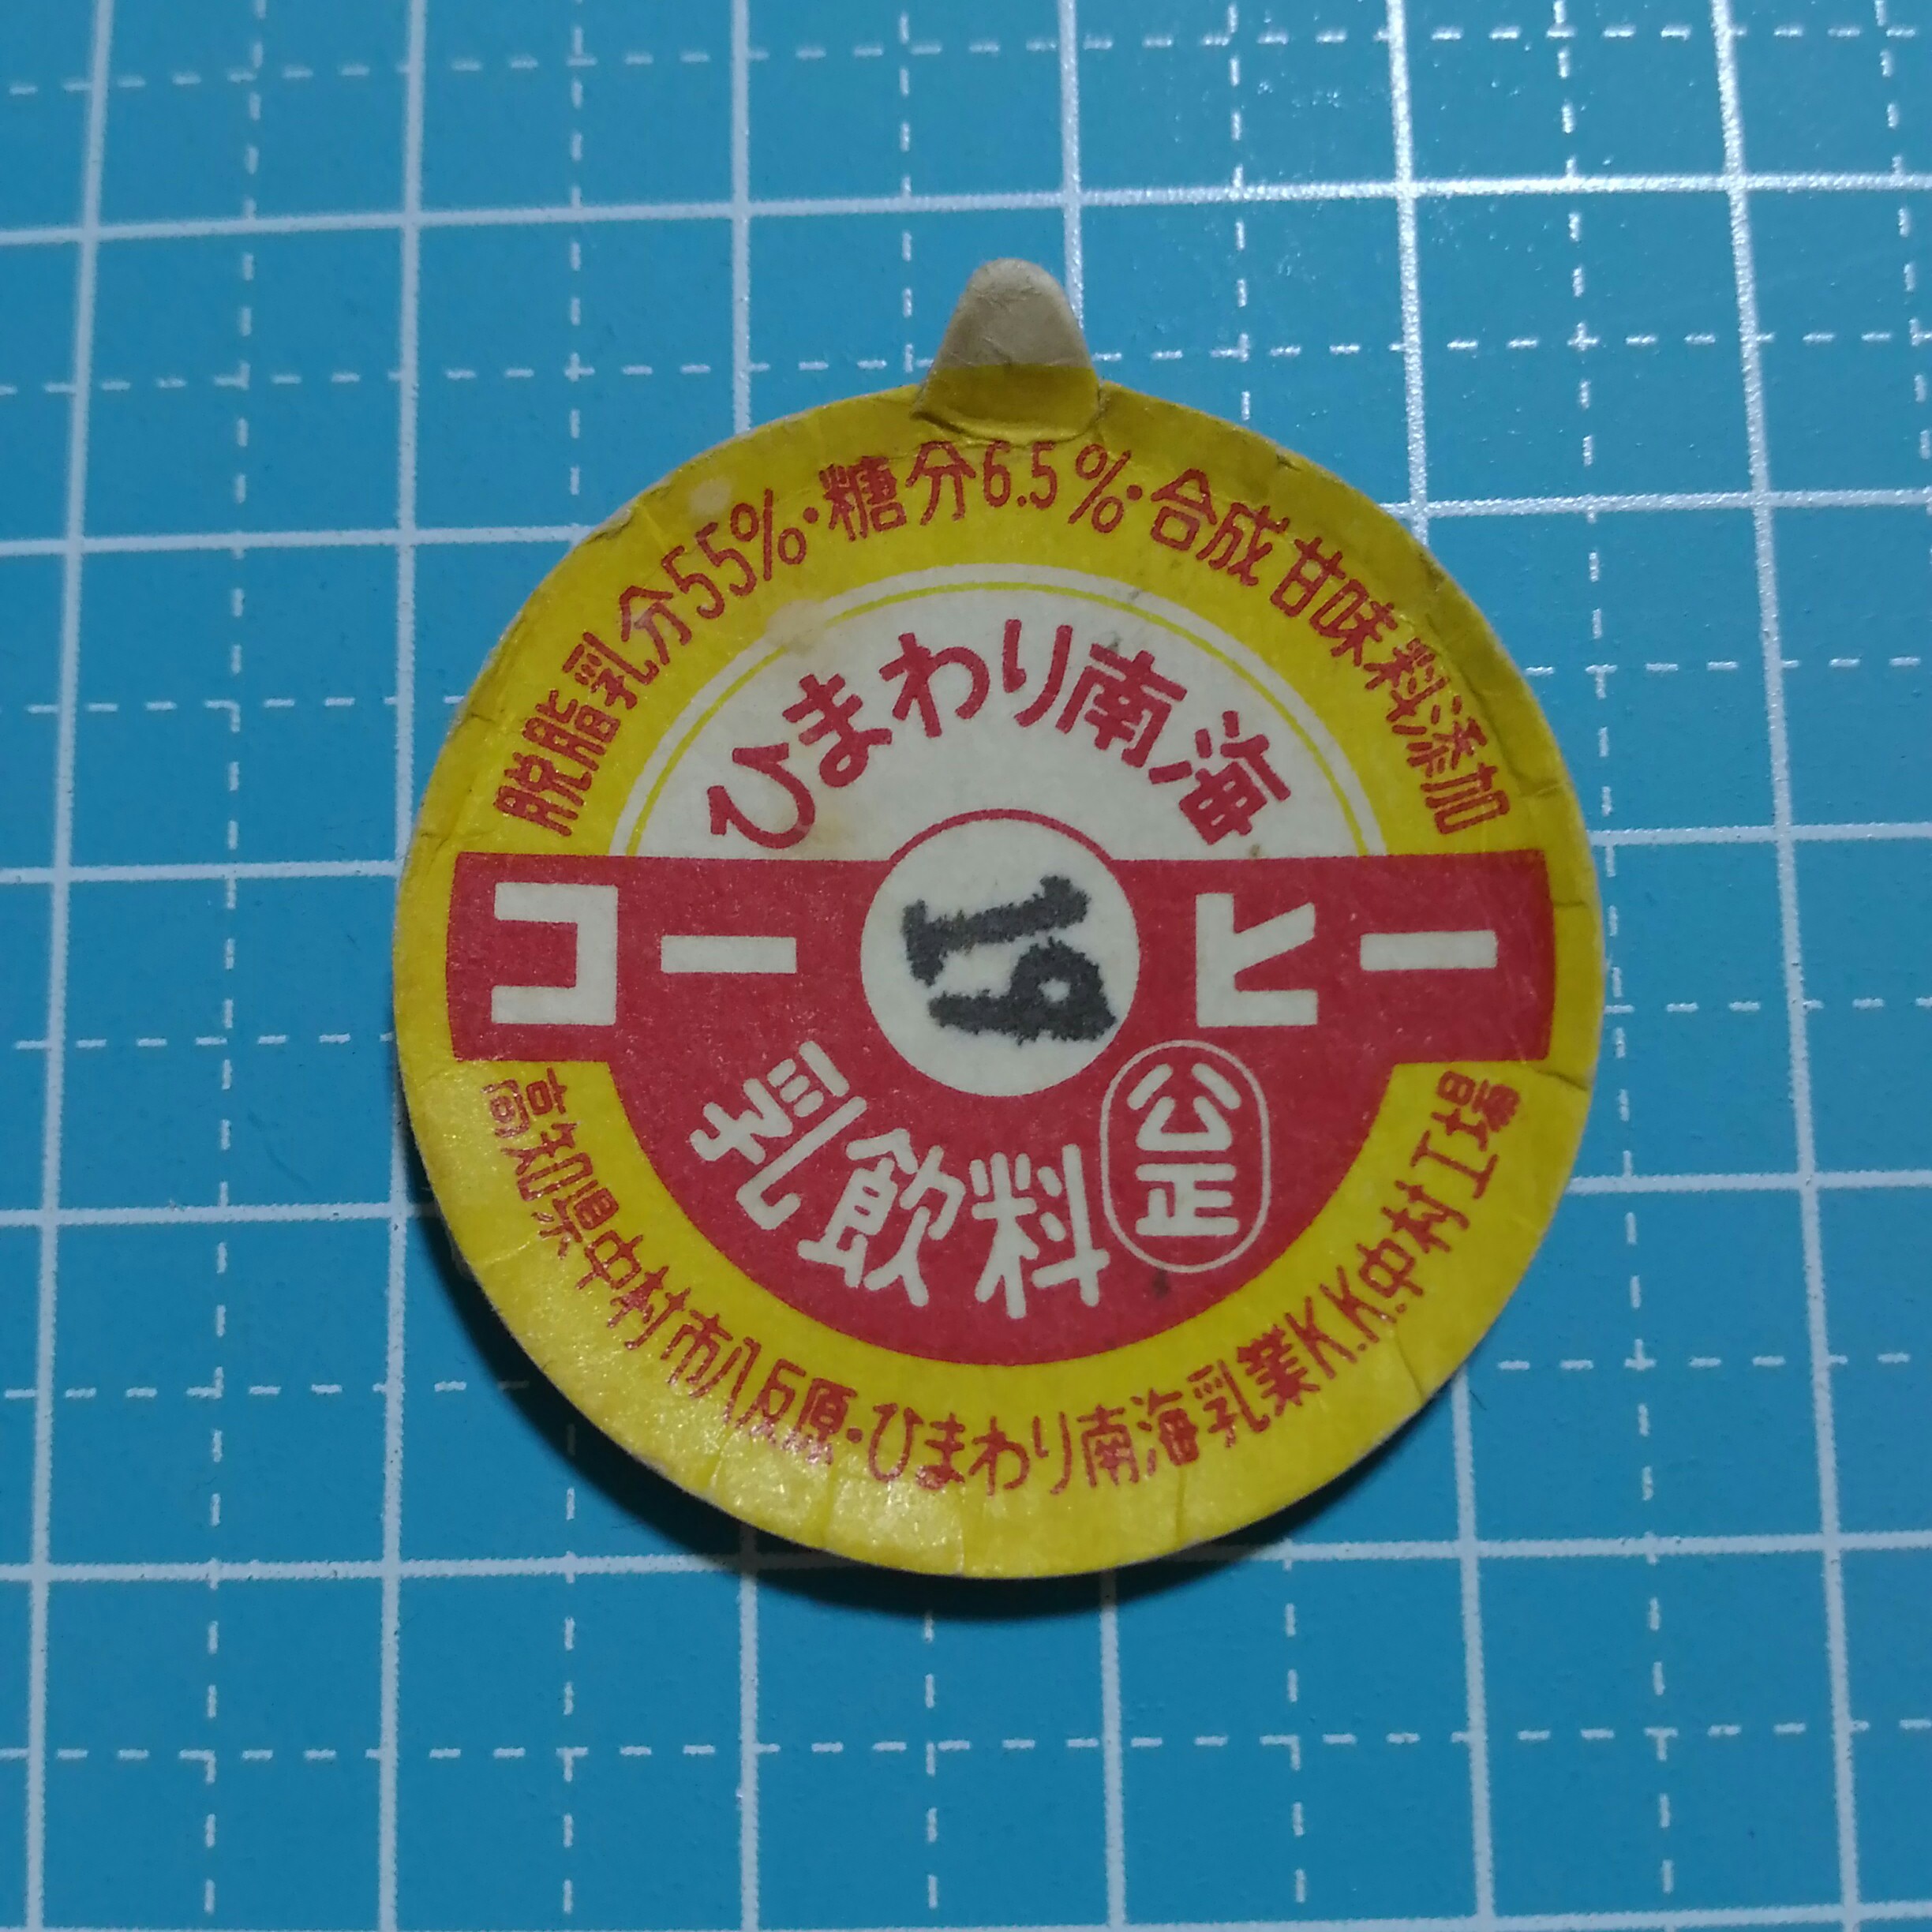 脱脂乳分55%・糖分6.5%・合成甘味料添加
ひまわり南海
コーヒー
19
乳飲料 公正
高知県中村市八反原・ひまわり南海乳業K.K.中村工場